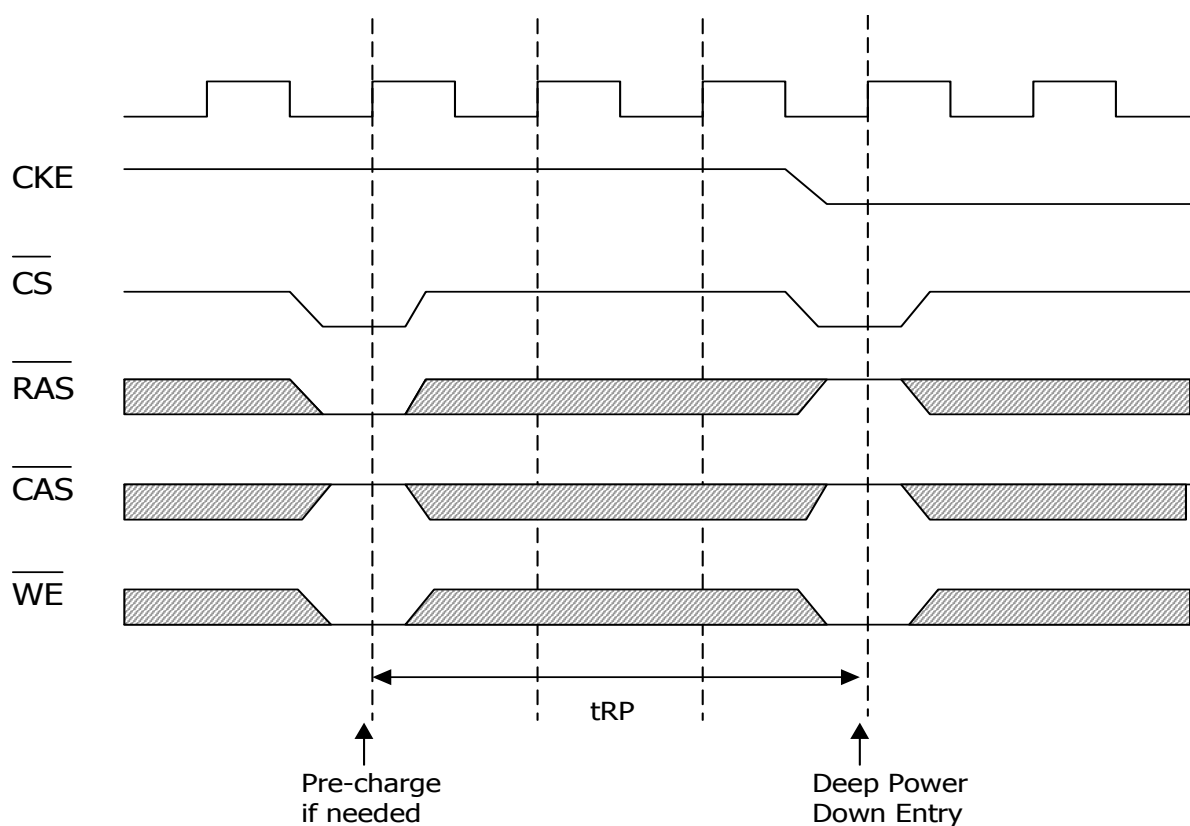 CKE
CS
RAS
CAS
WE
tRP
Pre-charge
if needed
Deep Power
Down Entry